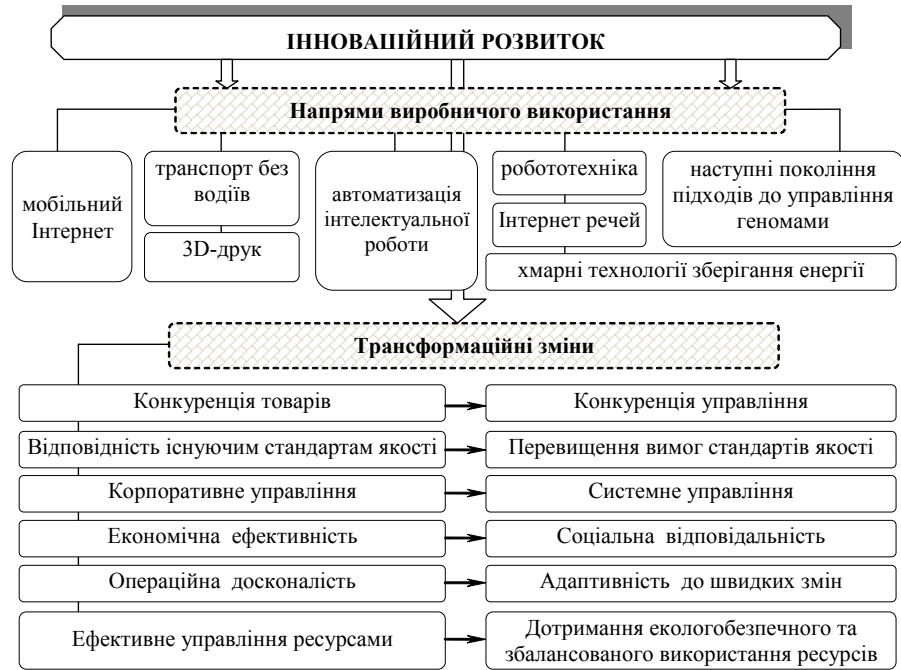 ІННОВАШІЙНИЙ РОЗВИТОК
Напрями виробничого використання
мобільний
Інтернет
транспорт без
водіїв
3D-друк
автоматизація
інтелектуальної
роботи
робототехніка
Інтернет речей
наступні покоління
підходів до управління
геномами
хмарні технології зберігання енергії
Трансформаційні зміни
Конкуренція товарів
Конкуренція управління
Відповідність існуючим стандартам якості
Перевищення вимог стандартів якості
Корпоративне управління
Системне управління
Економічна ефективність
Соціальна відповідальність
Операційна досконалість
Адаптивність до швидких змін
Ефективне управління ресурсами
Дотримання екологобезпечного та
збалансованого використання ресурсів